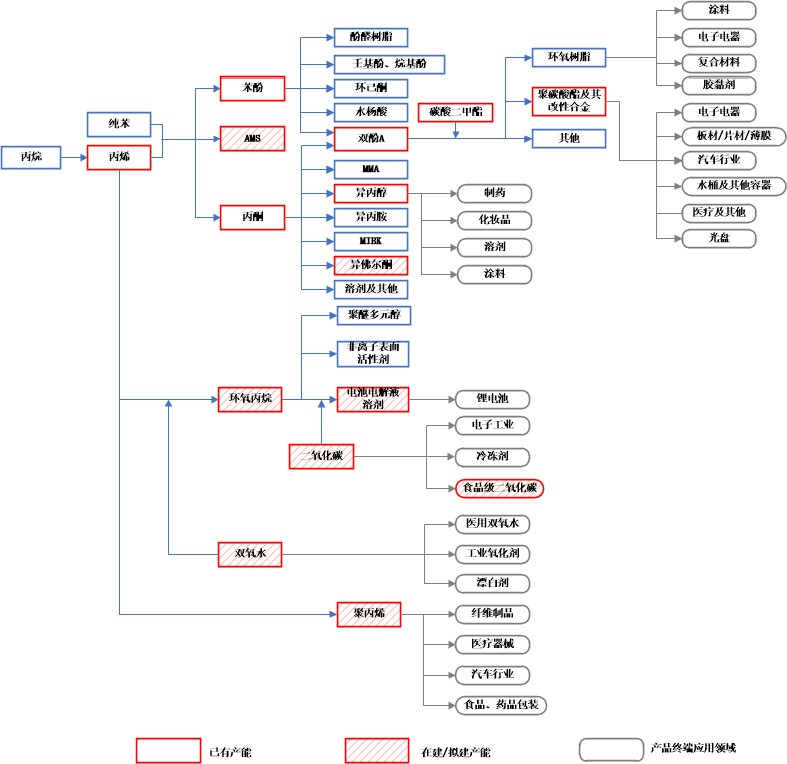 酚醛树脂
壬基酚、烷基酚
环己酮
水杨酸
双酚A
苯酚
纯苯
丙烷
丙烯
AMS
丙酮
碳酸二甲酯
环氧树脂
聚碳酸酯及其
改性合金
其他
涂料
电子电器
复合材料
胶黏剂
电子电器
板材/片材/薄膜
汽车行业
水桶及其他容器
医疗及其他
光盘
MMA
异丙醇
异丙胺
MIBK
异佛尔酮
溶剂及其他
制药
化妆品
溶剂
涂料
聚醚多元醇
非离子表面
活性剂
环氧丙烷
电池电解液
溶剂
锂电池
二氧化碳
电子工业
冷冻剂
食品级二氧化碳
双氧水
医用双氧水
工业氧化剂
漂白剂
聚丙烯
纤维制品
医疗器械
汽车行业
食品、药品包装
已有产能
在建/拟建产能
产品终端应用领域